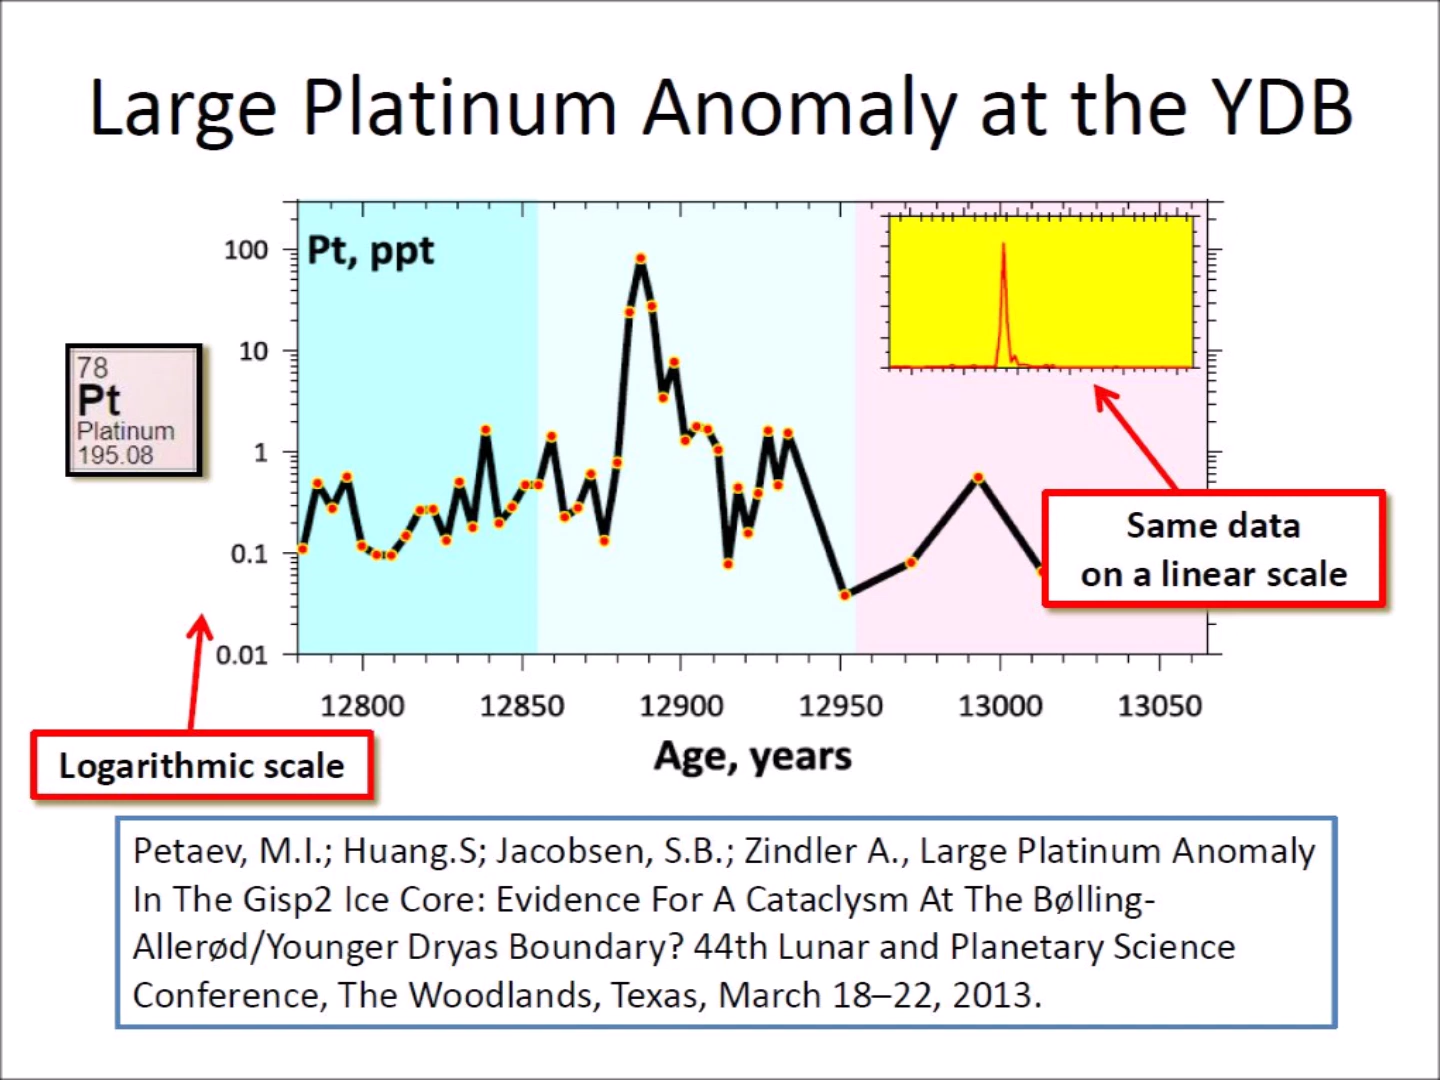 Large Platinum Anomaly at the YDB
Pt, ppt
100
10
1
0.1
0.01
78
Pt
Platinum
195.08
Same data
on a linear scale
12800 12850 12900 12950 13000 13050
Age, years
Logarithmic scale
Petaev, M.I.; Huang.S; Jacobsen, S.B.; Zindler A., Large Platinum Anomaly
In The Gisp2 Ice Core: Evidence For A Cataclysm At The Bølling-
Allerød/Younger Dryas Boundary? 44th Lunar and Planetary Science
Conference, The Woodlands, Texas, March 18–22, 2013.